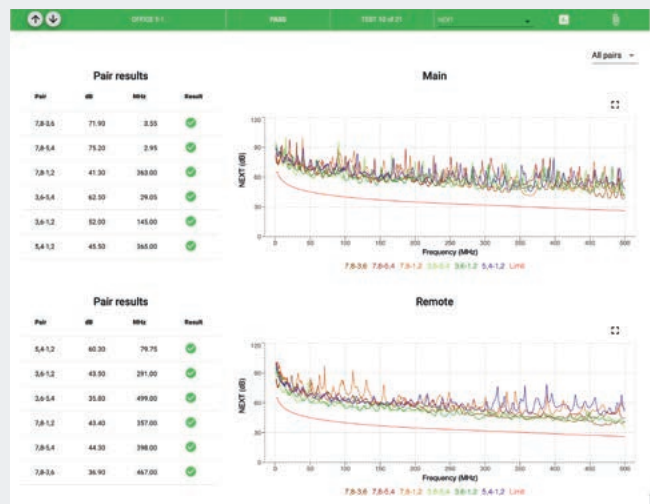 OFFICE 9-1 PASS TEST 10 of 21 NEXT
All pairs
Pair results
Pair dB MHz Result
7,8-3,6 71.90 3.55
7,8-5,4 75.20 2.95
7,8-1,2 41.30 363.00
3,6-5,4 62.50 29.05
3,6-1,2 52.00 145.00
5,4-1,2 45.50 365.00
Main
NEXT (dB)
120
90
60
30
0
0 50 100 150 200 250 300 350 400 450 500
Frequency (MHz)
7,8-3,6 7,8-5,4 7,8-1,2 3,6-5,4 3,6-1,2 5,4-1,2 Limit
Pair results
Pair dB MHz Result
5,4-1,2 60.30 79.75
3,6-1,2 43.50 291.00
3,6-5,4 35.80 499.00
7,8-1,2 43.40 357.00
7,8-5,4 44.30 398.00
7,8-3,6 36.90 467.00
Remote
NEXT (dB)
120
90
60
30
0
0 50 100 150 200 250 300 350 400 450 500
Frequency (MHz)
7,8-3,6 7,8-5,4 7,8-1,2 3,6-5,4 3,6-1,2 5,4-1,2 Limit